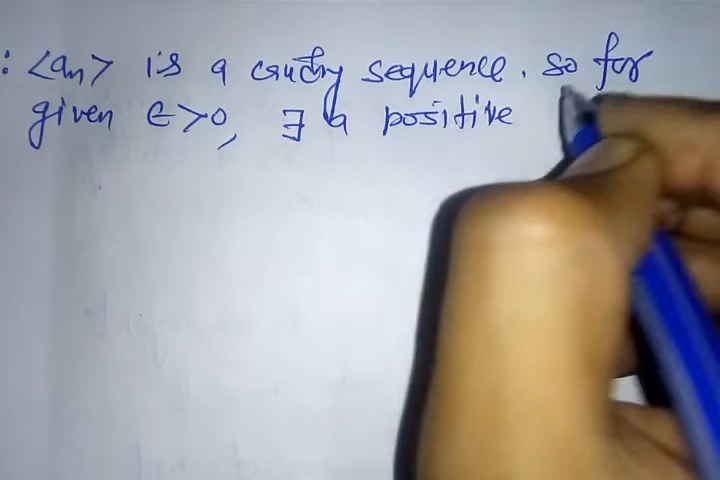 : <aₙ> is a cauchy sequence. so for
given ϵ>0, ∃ a positive